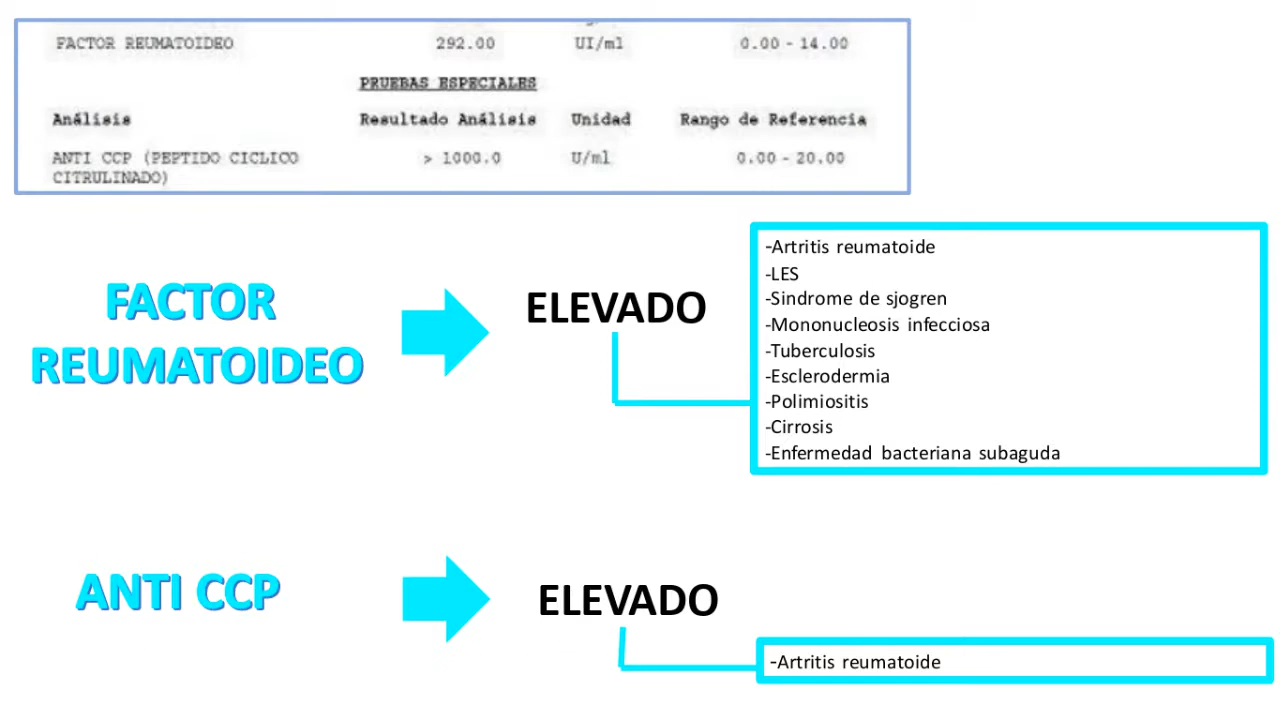 FACTOR REUMATOIDEO 292.00 UI/ml 0.00 - 14.00
PRUEBAS ESPECIALES
Análisis Resultado Análisis Unidad Rango de Referencia
ANTI CCP (PEPTIDO CICLICO > 1000.0 U/ml 0.00 - 20.00
CITRULINADO)
FACTOR
REUMATOIDEO
ELEVADO
-Artritis reumatoide
-LES
-Sindrome de sjogren
-Mononucleosis infecciosa
-Tuberculosis
-Esclerodermia
-Polimiositis
-Cirrosis
-Enfermedad bacteriana subaguda
ANTI CCP
ELEVADO
-Artritis reumatoide